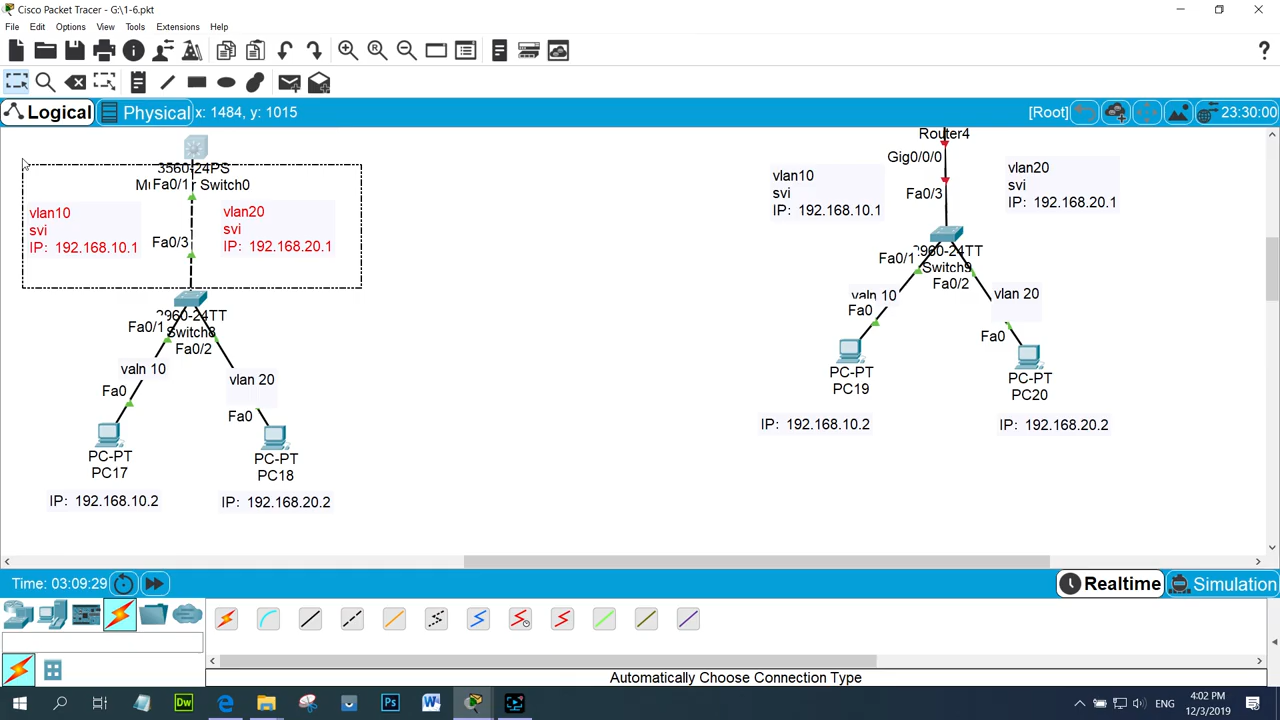 Cisco Packet Tracer - G:\1-6.pkt
File Edit Options View Tools Extensions Help
Logical Physical x: 1484, y: 1015 [Root] 23:30:00
3560-24PS
Fa0/1 r Switch0
vlan10
svi
IP: 192.168.10.1
vlan20
svi
IP: 192.168.20.1
Fa0/3
2960-24TT
Switch8
Fa0/1
Fa0/2
valn 10
vlan 20
Fa0
Fa0
PC-PT
PC17
PC-PT
PC18
IP: 192.168.10.2
IP: 192.168.20.2
Router4
Gig0/0/0
vlan10
svi
IP: 192.168.10.1
vlan20
svi
IP: 192.168.20.1
Fa0/3
2960-24TT
Switch9
Fa0/1
Fa0/2
valn 10
vlan 20
Fa0
Fa0
PC-PT
PC19
PC-PT
PC20
IP: 192.168.10.2
IP: 192.168.20.2
Time: 03:09:29 Realtime Simulation
Automatically Choose Connection Type
4:02 PM
ENG
12/3/2019